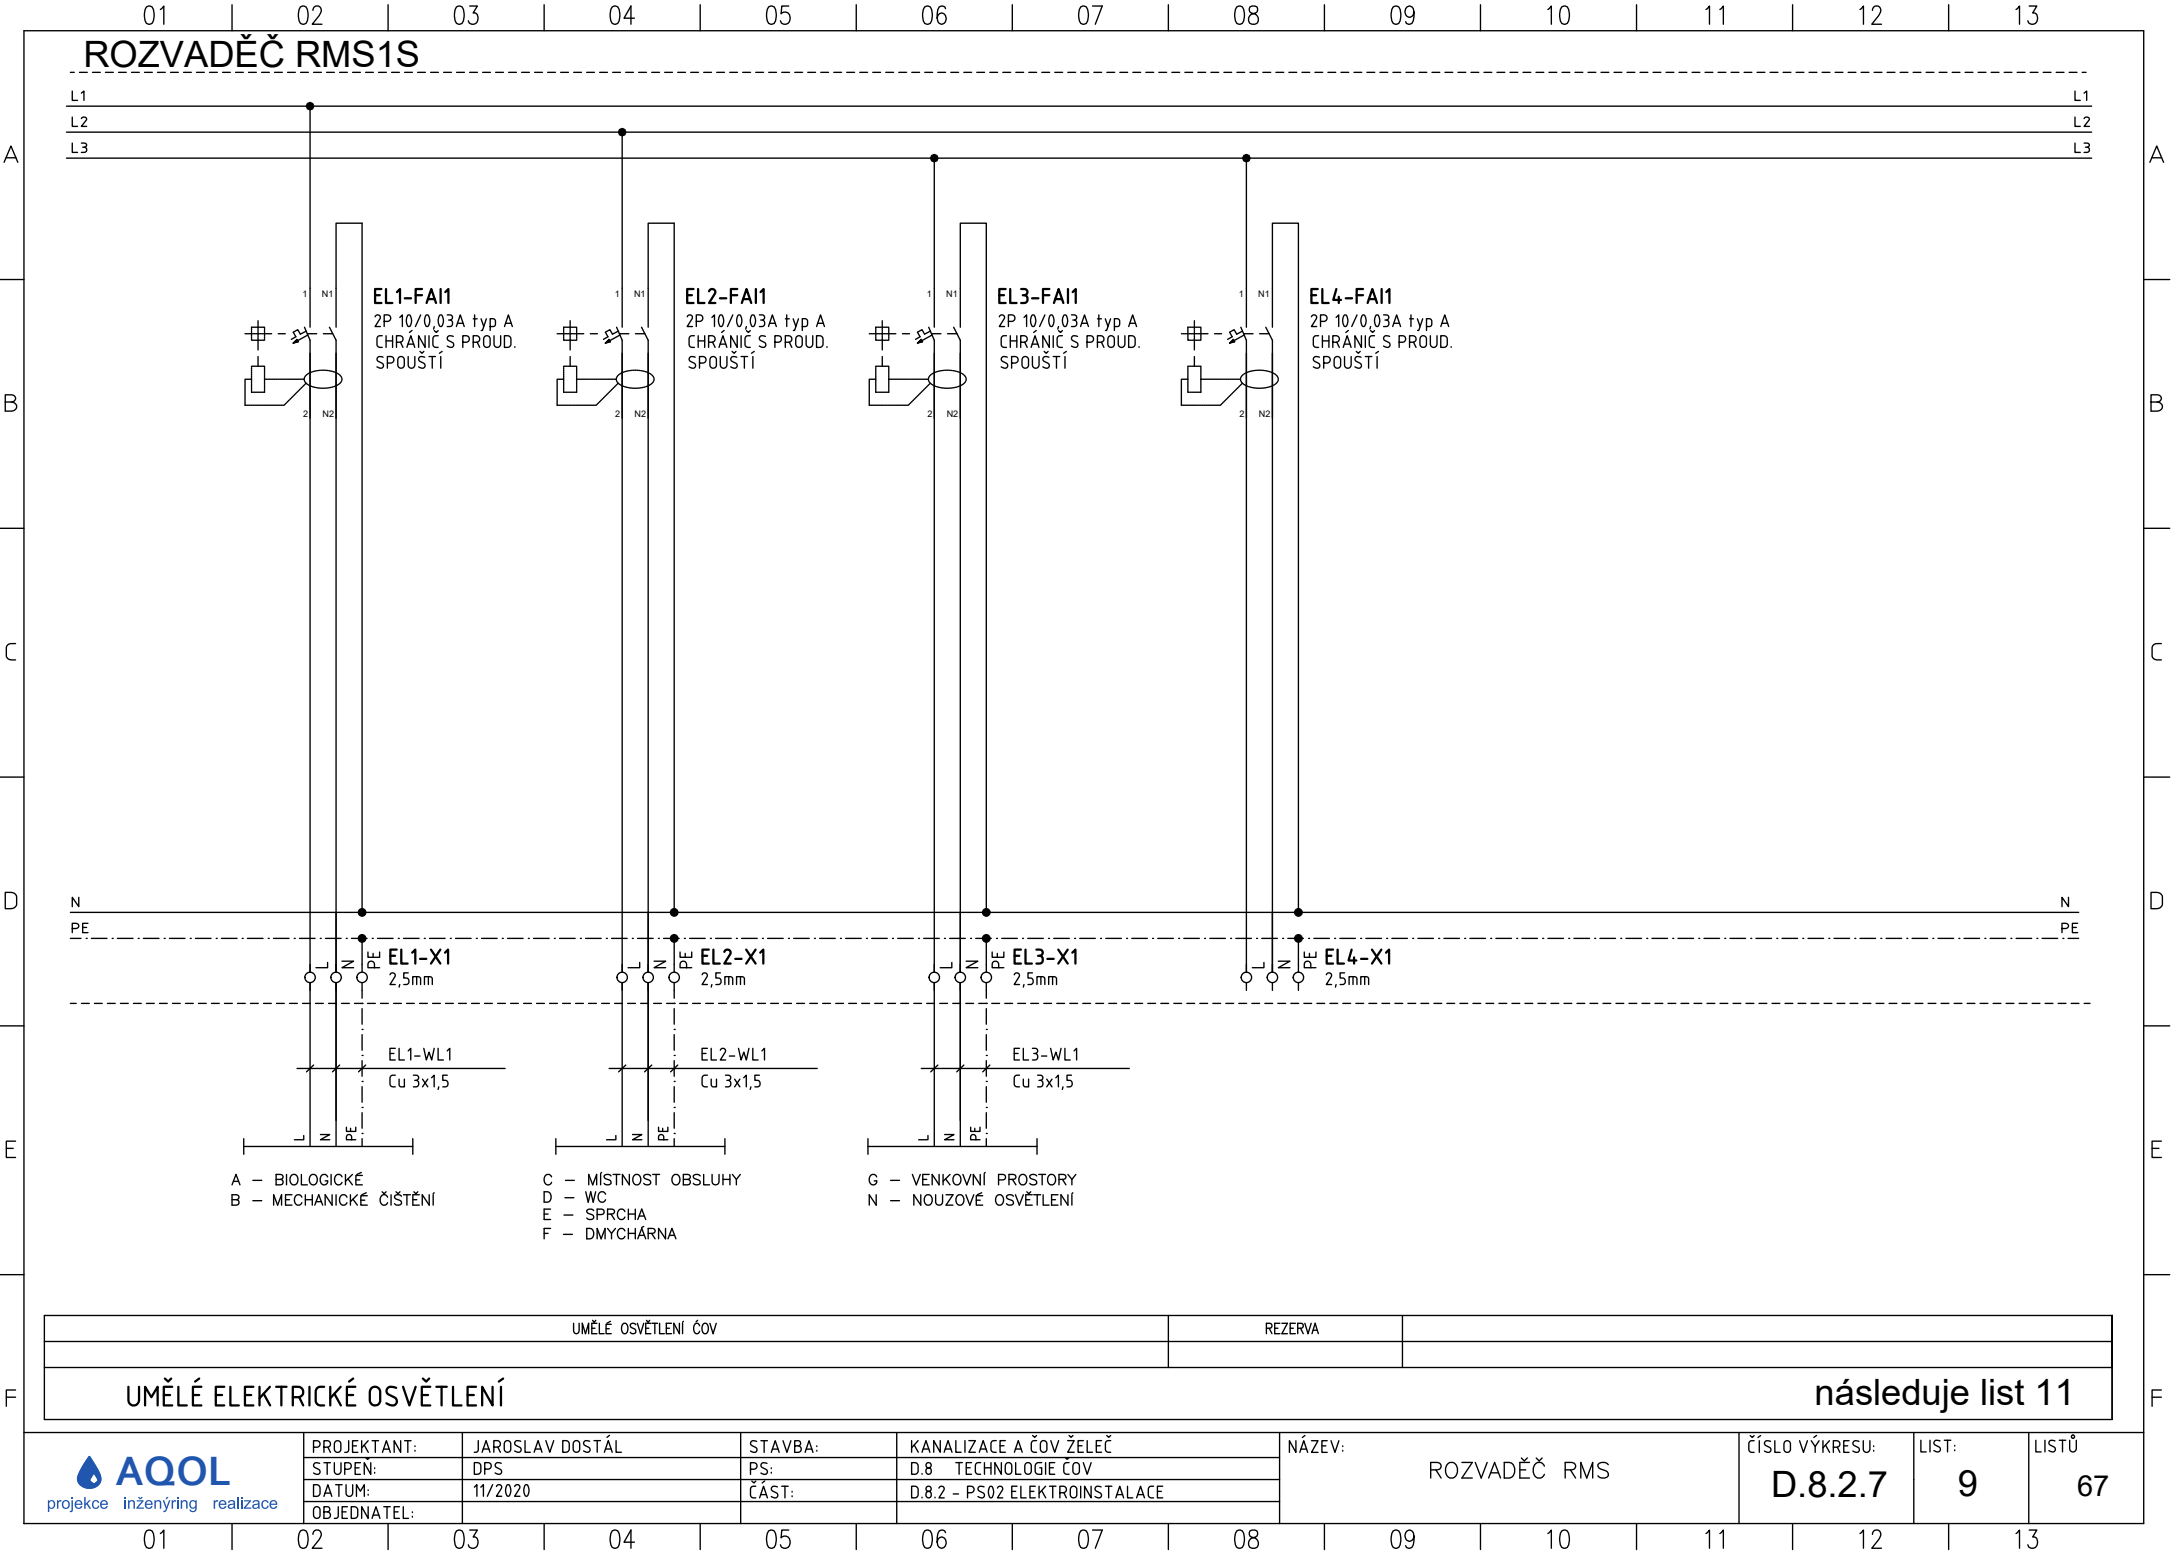 01 02 03 04 05 06 07 08 09 10 11 12 13
ROZVADĚČ RMS1S
L1 L1
L2 L2
L3 L3
A A
1 N1 EL1-FAI1 1 N1 EL2-FAI1 1 N1 EL3-FAI1 1 N1 EL4-FAI1
2P 10/0,03A typ A 2P 10/0,03A typ A 2P 10/0,03A typ A 2P 10/0,03A typ A
CHRÁNIČ S PROUD. CHRÁNIČ S PROUD. CHRÁNIČ S PROUD. CHRÁNIČ S PROUD.
SPOUŠTÍ SPOUŠTÍ SPOUŠTÍ SPOUŠTÍ
B B
2 N2 2 N2 2 N2 2 N2
C C
D D
N N
PE PE
L N PE EL1-X1 L N PE EL2-X1 L N PE EL3-X1 L N PE EL4-X1
2,5mm 2,5mm 2,5mm 2,5mm
EL1-WL1 EL2-WL1 EL3-WL1
Cu 3x1,5 Cu 3x1,5 Cu 3x1,5
L N PE L N PE L N PE
E E
A – BIOLOGICKÉ
B – MECHANICKÉ ČIŠTĚNÍ
C – MÍSTNOST OBSLUHY
D – WC
E – SPRCHA
F – DMYCHÁRNA
G – VENKOVNÍ PROSTORY
N – NOUZOVÉ OSVĚTLENÍ
UMĚLÉ OSVĚTLENÍ ĆOV REZERVA
F F
UMĚLÉ ELEKTRICKÉ OSVĚTLENÍ následuje list 11
AQOL
projekce inženýring realizace
PROJEKTANT: JAROSLAV DOSTÁL
STUPEŇ: DPS
DATUM: 11/2020
OBJEDNATEL:
STAVBA: KANALIZACE A ČOV ŽELEČ
PS: D.8 TECHNOLOGIE ČOV
ČÁST: D.8.2 - PS02 ELEKTROINSTALACE
NÁZEV:
ROZVADĚČ RMS
ČÍSLO VÝKRESU:
D.8.2.7
LIST:
9
LISTŮ
67
01 02 03 04 05 06 07 08 09 10 11 12 13